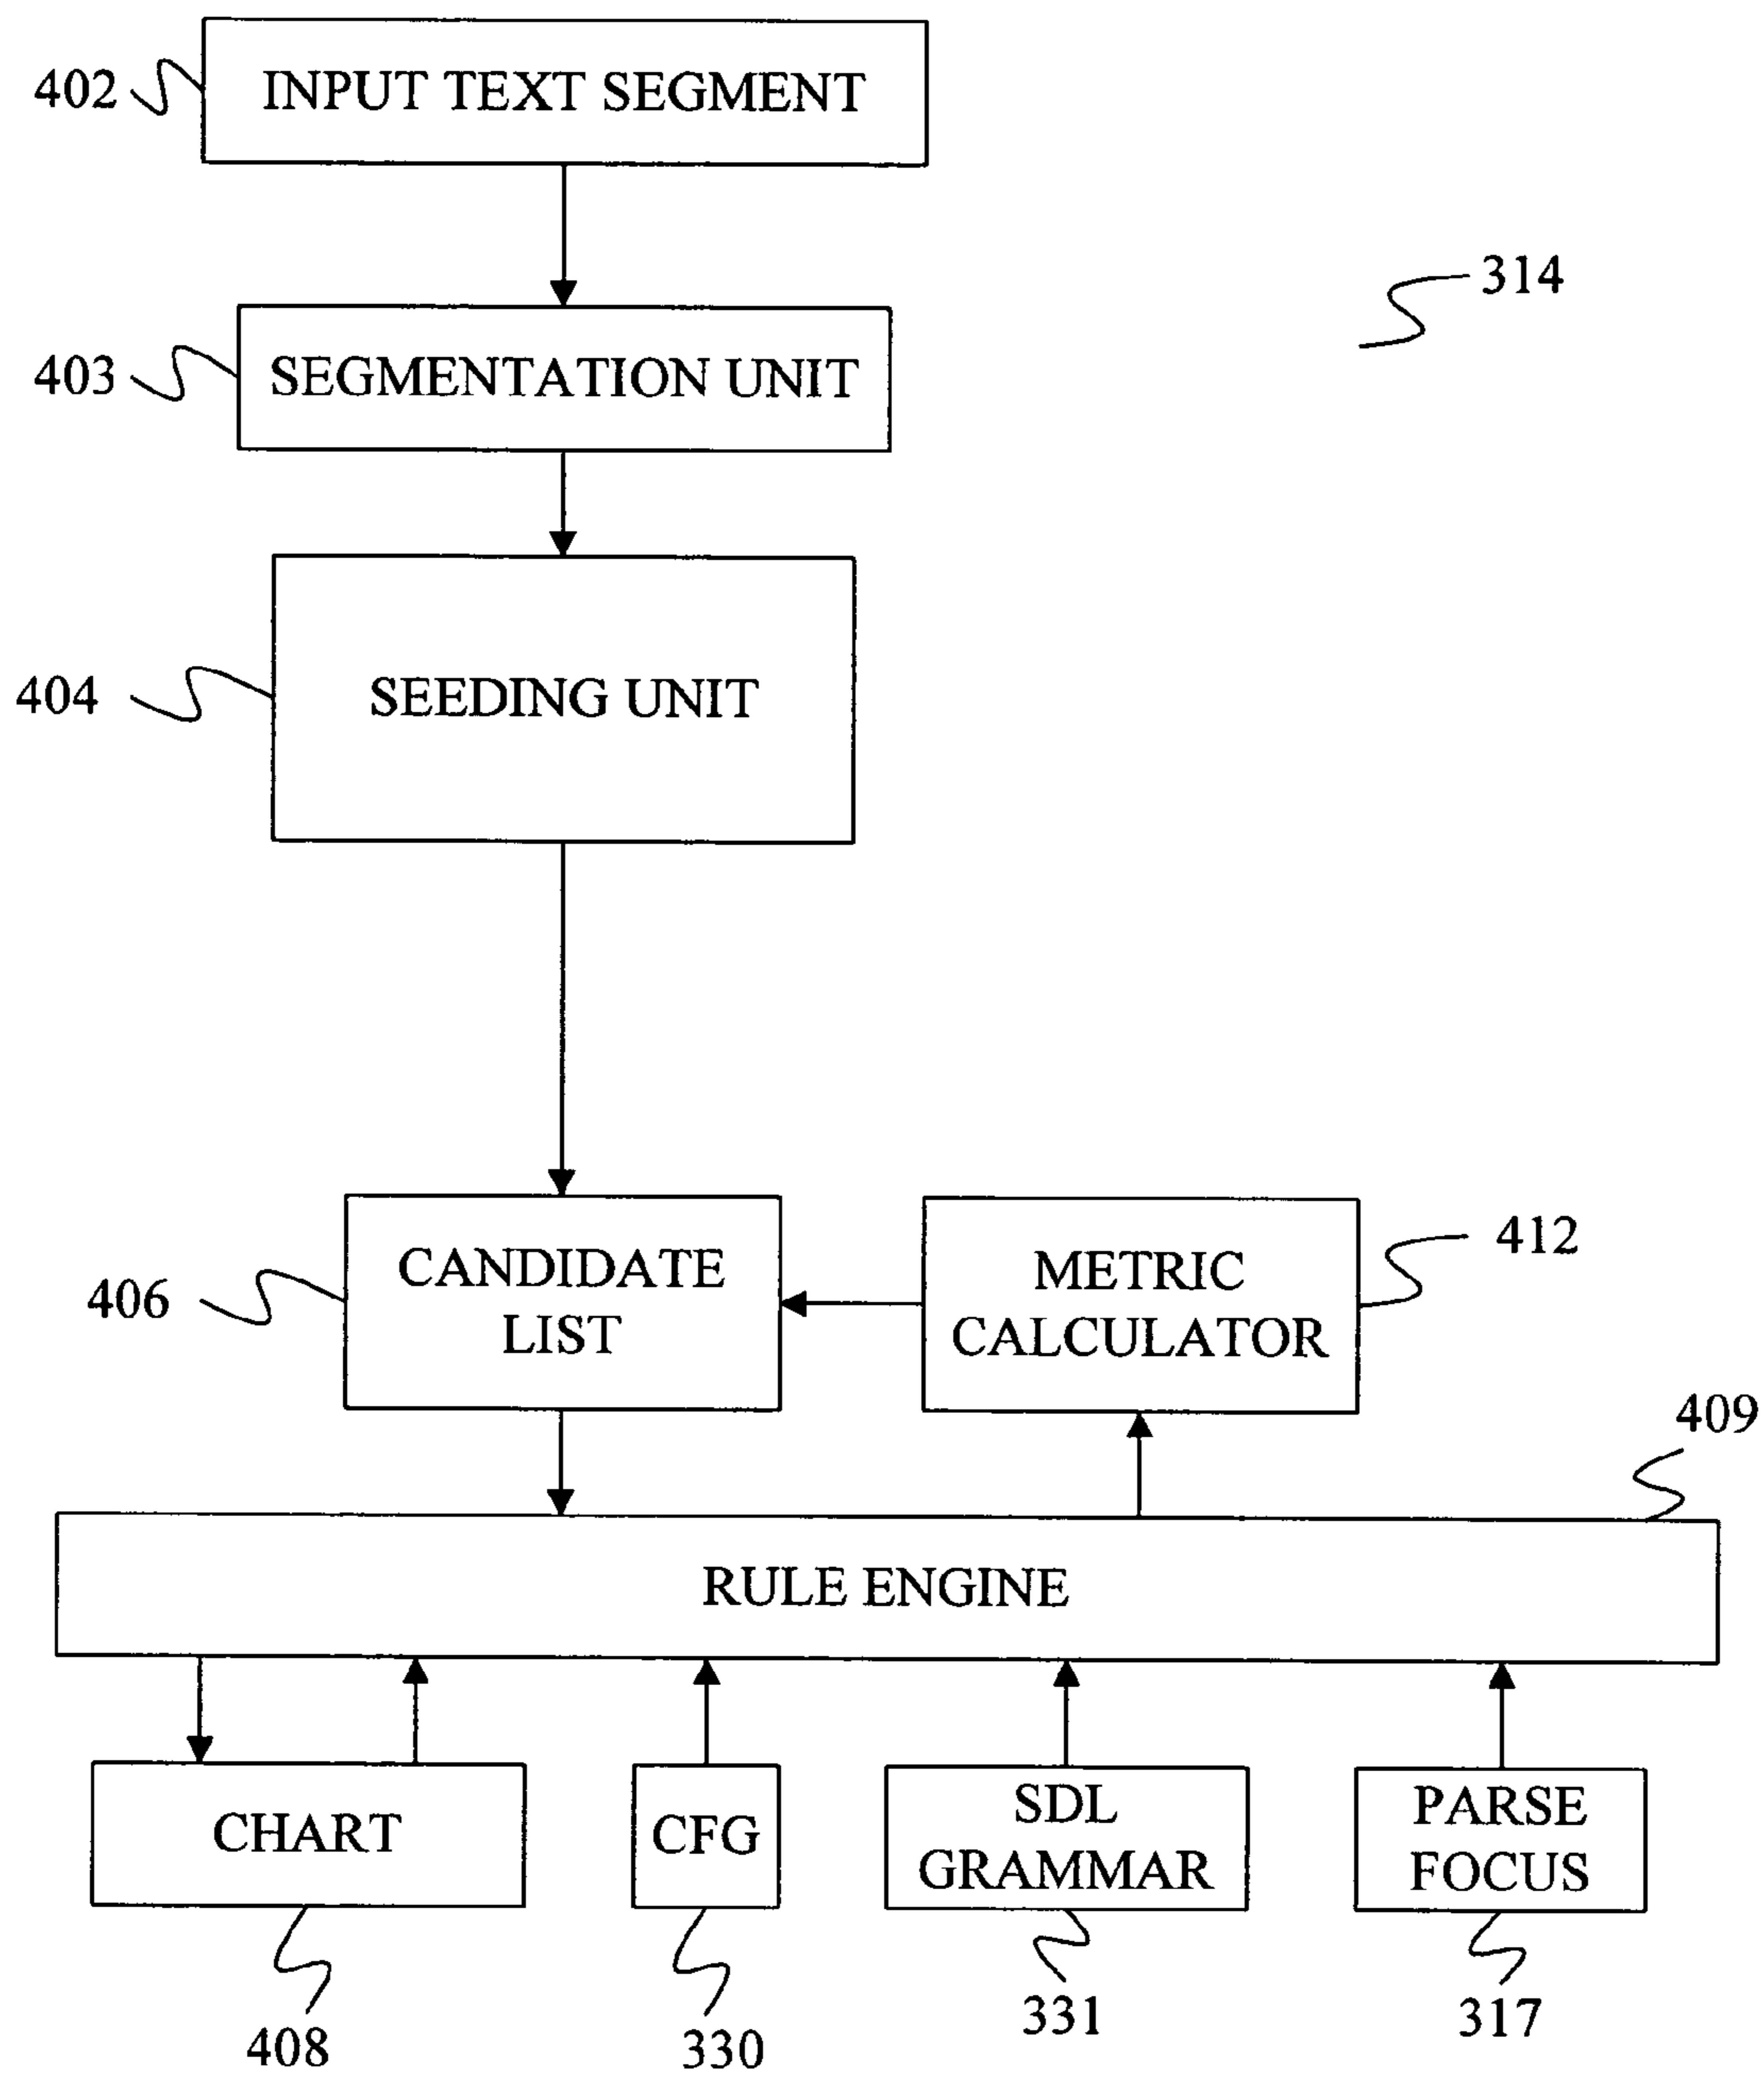 402
INPUT TEXT SEGMENT
314
403
SEGMENTATION UNIT
404
SEEDING UNIT
406
CANDIDATE
LIST
METRIC
CALCULATOR
412
409
RULE ENGINE
CHART
CFG
SDL
GRAMMAR
PARSE
FOCUS
408
330
331
317